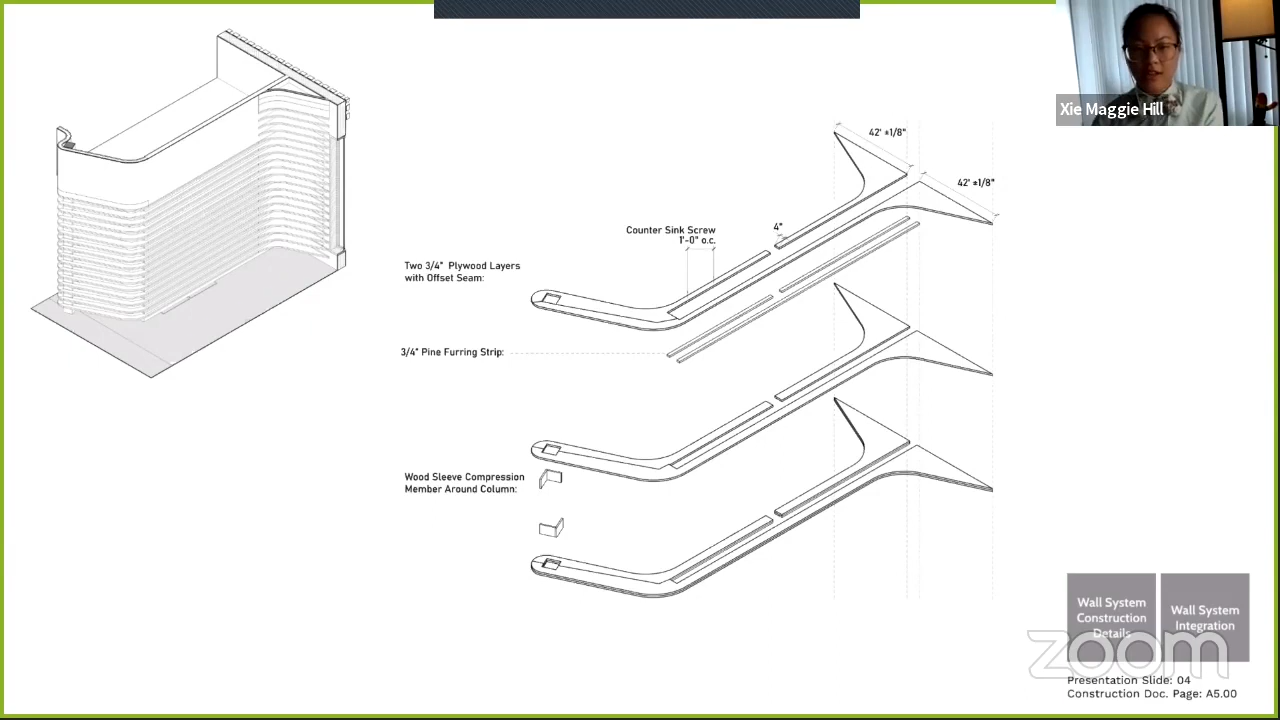 Xie Maggie Hill
42' ±1/8"
42' ±1/8"
4"
Counter Sink Screw
1'-0" o.c.
Two 3/4" Plywood Layers
with Offset Seam:
3/4" Pine Furring Strip:
Wood Sleeve Compression
Member Around Column:
Wall System
Construction
Details
Wall System
Integration
zoom
Presentation Slide: 04
Construction Doc. Page: A5.00